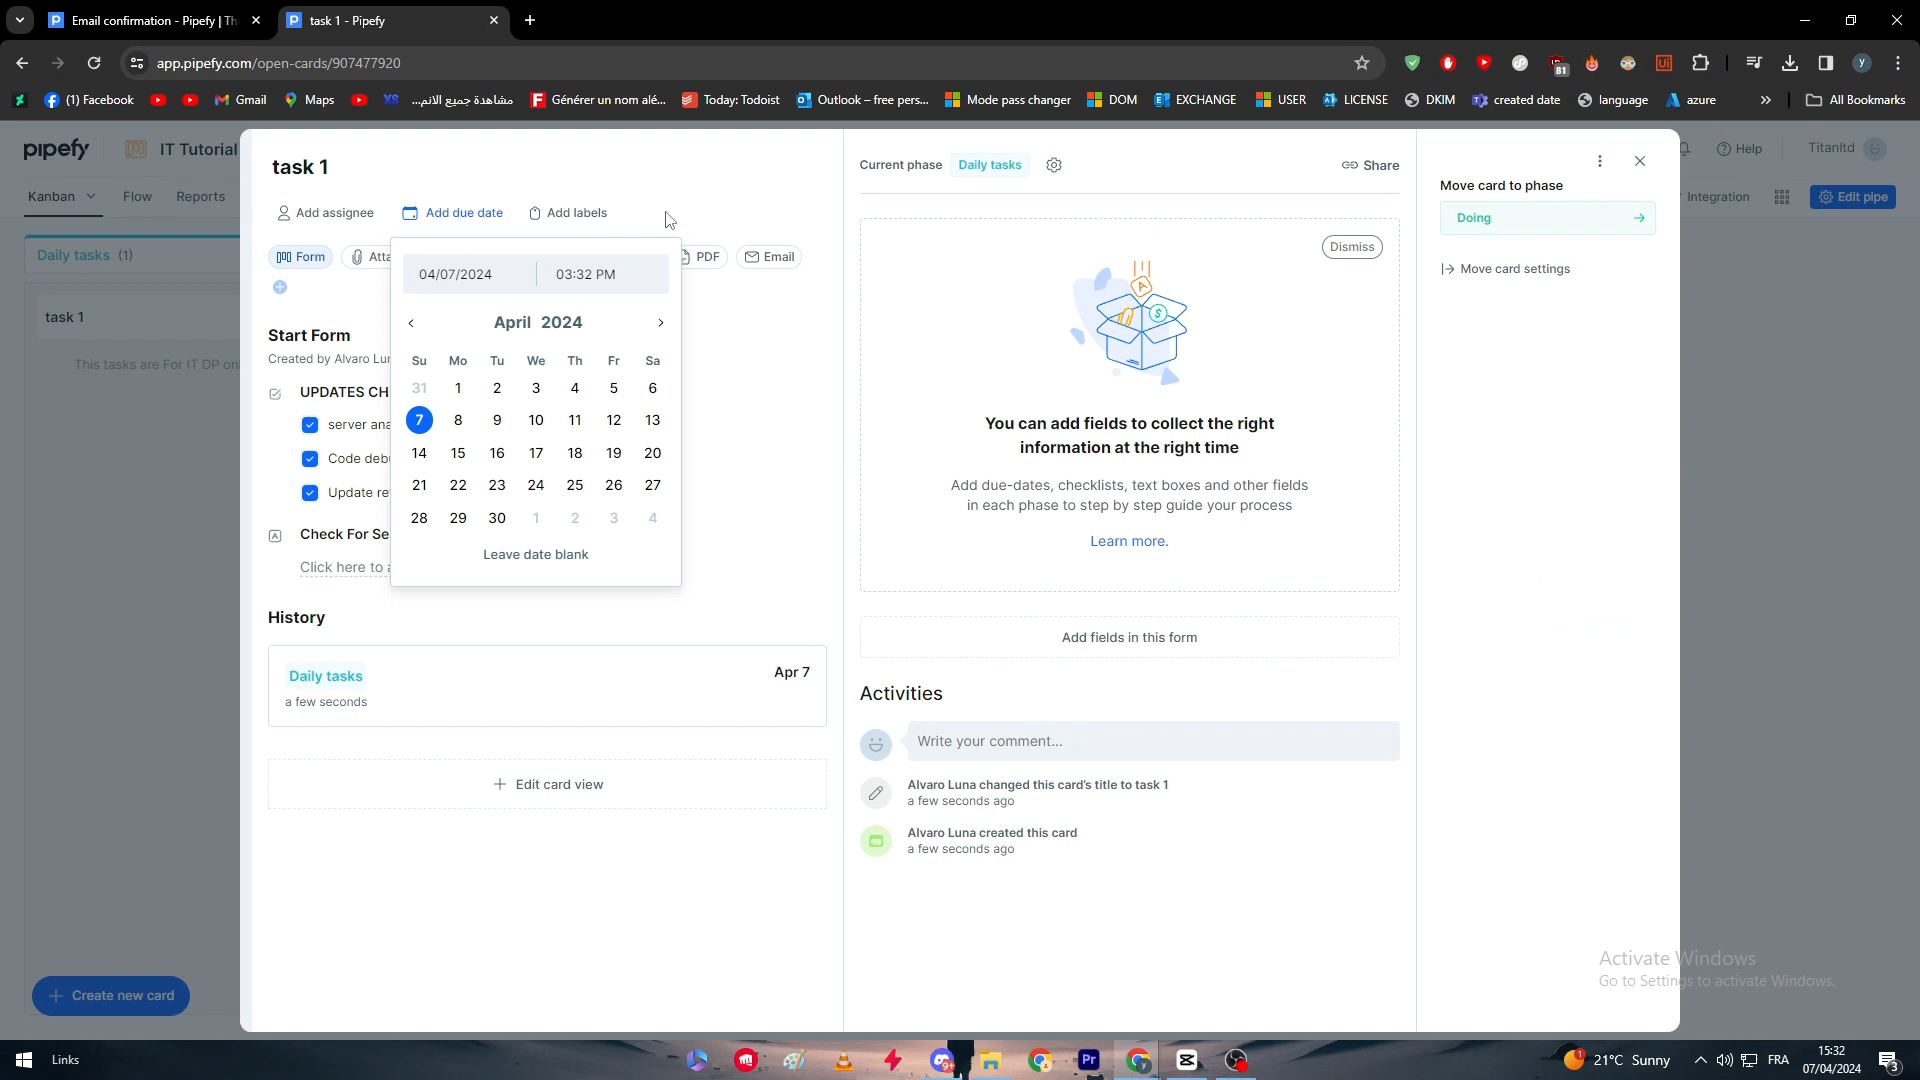 Email confirmation - Pipefy | Th
task 1 - Pipefy
app.pipefy.com/open-cards/907477920
81
(1) Facebook
Gmail
Maps
XS
مشاهدة جميع الانم...
Générer un nom alé...
Today: Todoist
Outlook – free pers...
Mode pass changer
DOM
EXCHANGE
USER
LICENSE
DKIM
created date
language
azure
All Bookmarks
pipefy
IT Tutorial
Help
Titanltd
Kanban
Flow
Reports
Integration
Edit pipe
Daily tasks (1)
task 1
This tasks are For IT DP onl
Create new card
task 1
Add assignee
Add due date
Add labels
Form
Atta
PDF
Email
04/07/2024
03:32 PM
April 2024
Su Mo Tu We Th Fr Sa
31 1 2 3 4 5 6
7 8 9 10 11 12 13
14 15 16 17 18 19 20
21 22 23 24 25 26 27
28 29 30 1 2 3 4
Leave date blank
Start Form
Created by Alvaro Lun
UPDATES CH
server ana
Code debu
Update re
Check For Se
Click here to a
History
Daily tasks
Apr 7
a few seconds
Edit card view
Current phase
Daily tasks
Share
Dismiss
You can add fields to collect the right
information at the right time
Add due-dates, checklists, text boxes and other fields
in each phase to step by step guide your process
Learn more.
Add fields in this form
Activities
Write your comment...
Alvaro Luna changed this card's title to task 1
a few seconds ago
Alvaro Luna created this card
a few seconds ago
Move card to phase
Doing
Move card settings
Activate Windows
Go to Settings to activate Windows.
Links
9+
Pr
1
21°C Sunny
FRA
15:32
07/04/2024
3